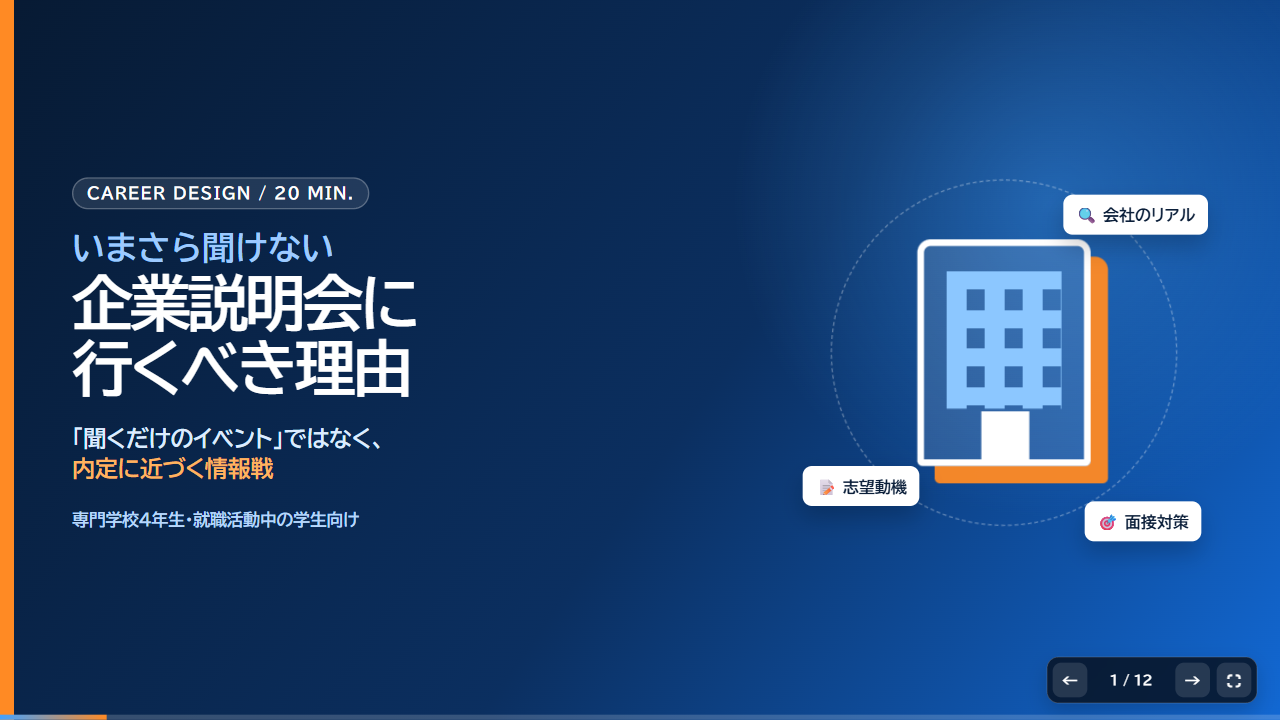 CAREER DESIGN / 20 MIN.
いまさら聞けない
企業説明会に
行くべき理由
「聞くだけのイベント」ではなく、
内定に近づく情報戦
専門学校4年生・就職活動中の学生向け
会社のリアル
志望動機
面接対策
1 / 12